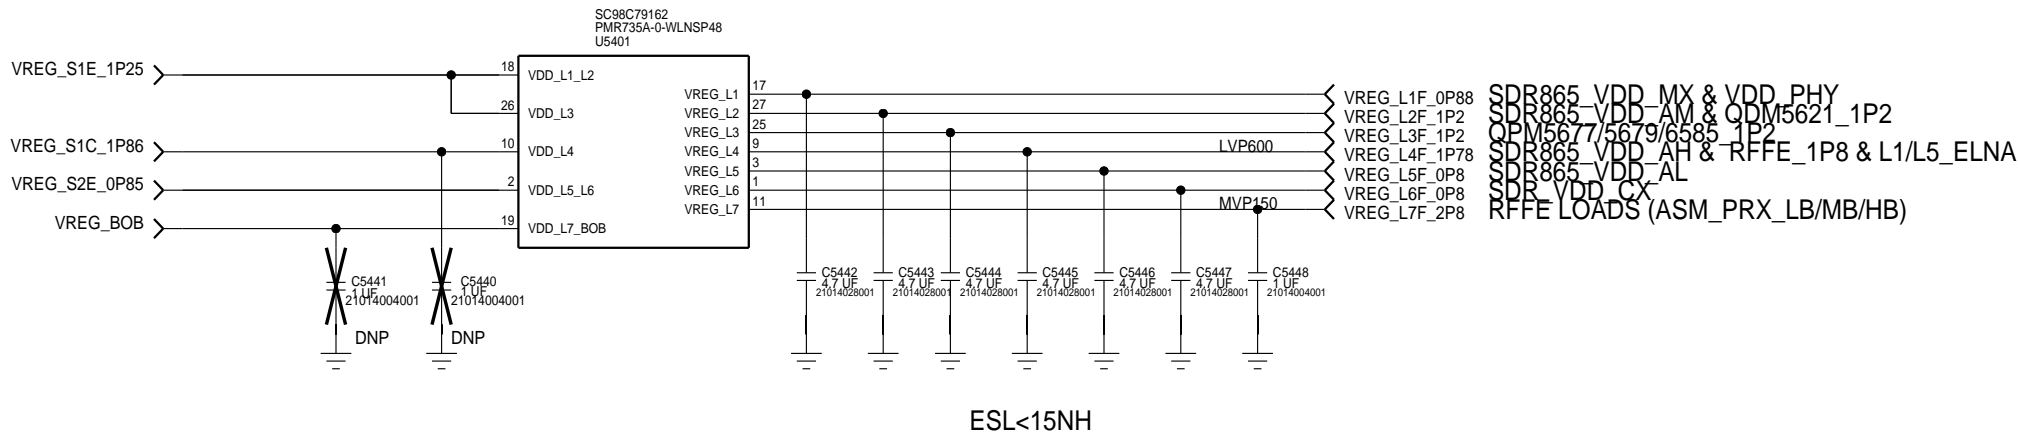 SC98C79162
PMR735A-0-WLNSP48
U5401
VREG_S1E_1P25
18
VDD_L1_L2
26
VDD_L3
VREG_S1C_1P86
10
VDD_L4
VREG_S2E_0P85
2
VDD_L5_L6
VREG_BOB
19
VDD_L7_BOB
VREG_L1
17
VREG_L1F_0P88
SDR865_VDD_MX & VDD_PHY
VREG_L2
27
VREG_L2F_1P2
SDR865_VDD_AM & QDM5621_1P2
VREG_L3
25
VREG_L3F_1P2
QPM5677/5679/6585_1P2
VREG_L4
9
LVP600
VREG_L4F_1P78
SDR865_VDD_AH & RFFE_1P8 & L1/L5_ELNA
VREG_L5
3
VREG_L5F_0P8
SDR865_VDD_AL
VREG_L6
1
VREG_L6F_0P8
SDR_VDD_CX
VREG_L7
11
MVP150
VREG_L7F_2P8
RFFE LOADS (ASM_PRX_LB/MB/HB)
C5441
1 UF
21014004001
DNP
C5440
1 UF
21014004001
DNP
C5442
4.7 UF
21014028001
C5443
4.7 UF
21014028001
C5444
4.7 UF
21014028001
C5445
4.7 UF
21014028001
C5446
4.7 UF
21014028001
C5447
4.7 UF
21014028001
C5448
1 UF
21014004001
ESL<15NH